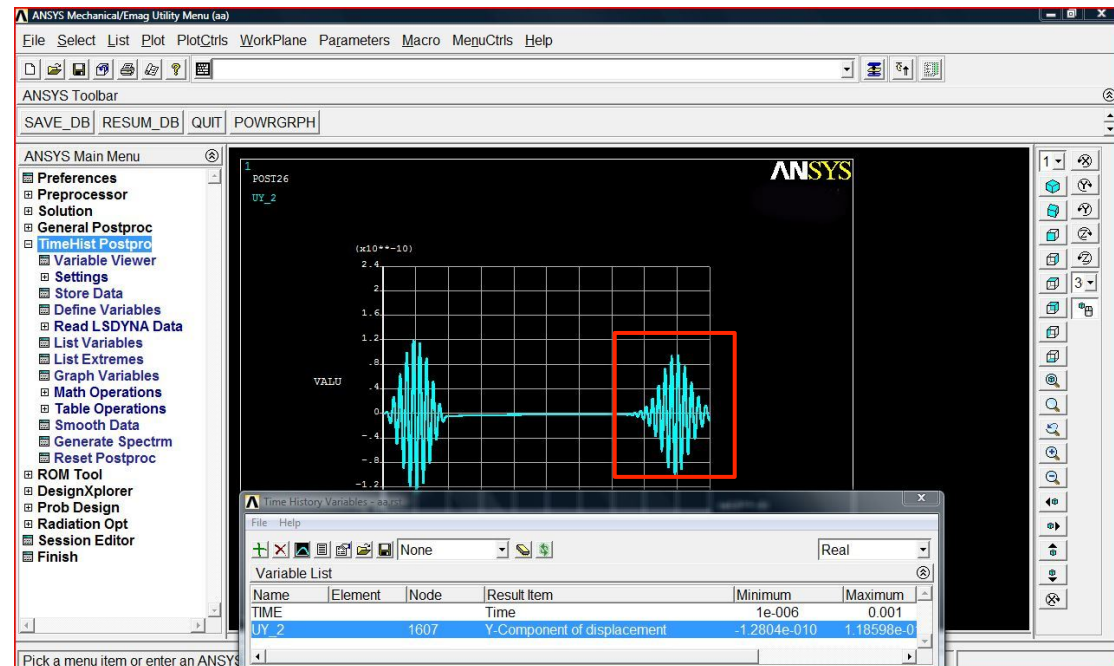 ANSYS Mechanical/Emag Utility Menu (aa)
File Select List Plot PlotCtrls WorkPlane Parameters Macro MenuCtrls Help
ANSYS Toolbar
SAVE_DB RESUM_DB QUIT POWRGRPH
ANSYS Main Menu
Preferences
Preprocessor
Solution
General Postproc
TimeHist Postpro
Variable Viewer
Settings
Store Data
Define Variables
Read LSDYNA Data
List Variables
List Extremes
Graph Variables
Math Operations
Table Operations
Smooth Data
Generate Spectrm
Reset Postproc
ROM Tool
DesignXplorer
Prob Design
Radiation Opt
Session Editor
Finish
1
POST26
UY_2
ANSYS
(x10**-10)
2.4
2
1.6
1.2
.8
VALU
.4
0
-.4
-.8
-1.2
1
3
Time History Variables - aa.rst
File Help
None Real
Variable List
Name Element Node Result Item Minimum Maximum
TIME Time 1e-006 0.001
UY_2 1607 Y-Component of displacement -1.2804e-010 1.18598e-0
Pick a menu item or enter an ANSYS